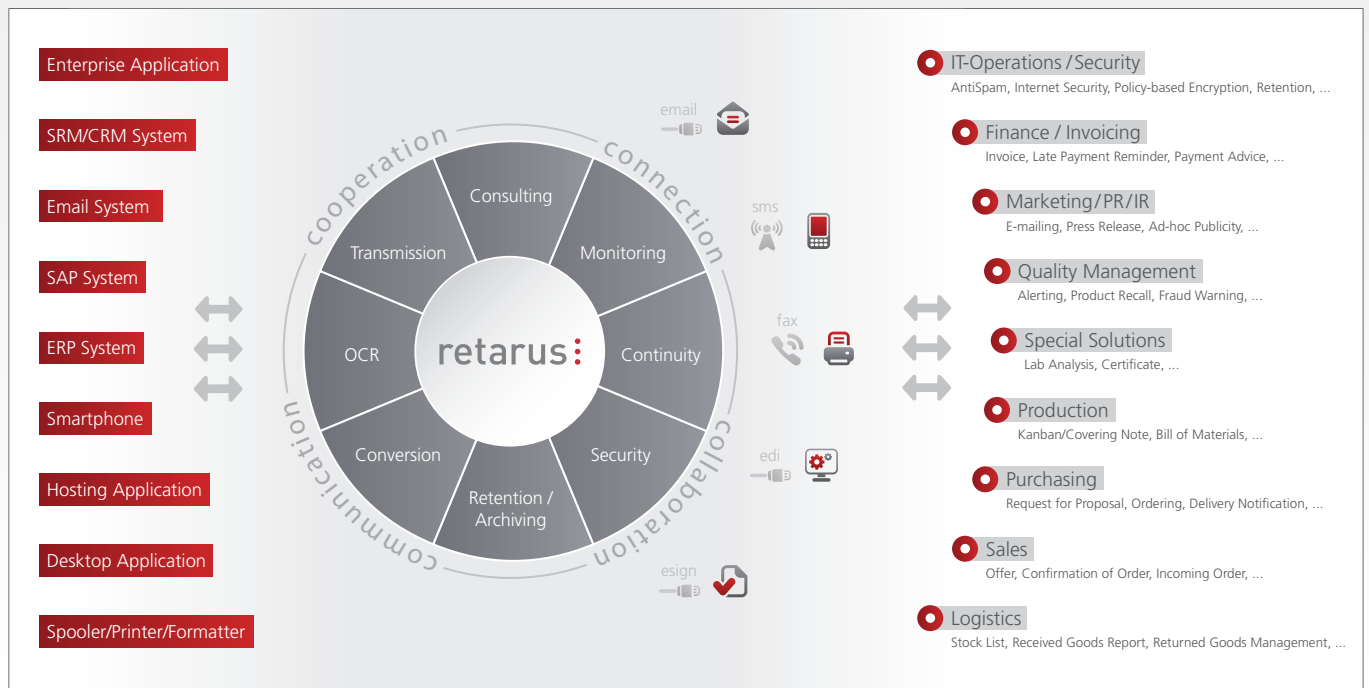 Enterprise Application
SRM/CRM System
Email System
SAP System
ERP System
Smartphone
Hosting Application
Desktop Application
Spooler/Printer/Formatter
cooperation
connection
collaboration
communication
Consulting
Monitoring
Continuity
Security
Retention /
Archiving
Conversion
OCR
Transmission
retarus:
email
sms
fax
edi
esign
IT-Operations / Security
AntiSpam, Internet Security, Policy-based Encryption, Retention, ...
Finance / Invoicing
Invoice, Late Payment Reminder, Payment Advice, ...
Marketing/PR/IR
E-mailing, Press Release, Ad-hoc Publicity, ...
Quality Management
Alerting, Product Recall, Fraud Warning, ...
Special Solutions
Lab Analysis, Certificate, ...
Production
Kanban/Covering Note, Bill of Materials, ...
Purchasing
Request for Proposal, Ordering, Delivery Notification, ...
Sales
Offer, Confirmation of Order, Incoming Order, ...
Logistics
Stock List, Received Goods Report, Returned Goods Management, ...